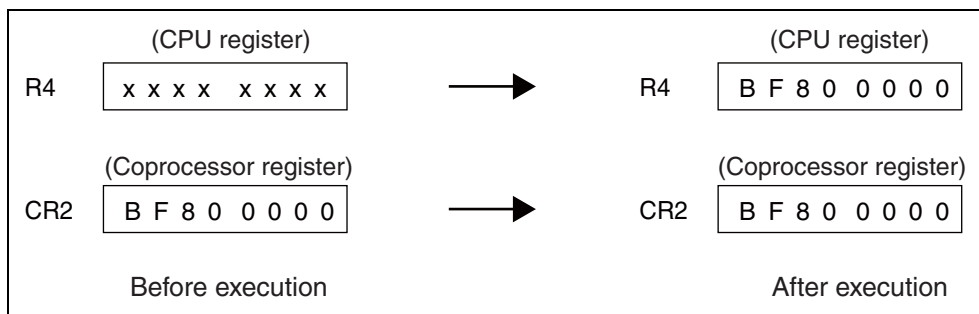 (CPU register) (CPU register)
R4 x x x x x x x x R4 B F 8 0 0 0 0 0
(Coprocessor register) (Coprocessor register)
CR2 B F 8 0 0 0 0 0 CR2 B F 8 0 0 0 0 0
Before execution After execution